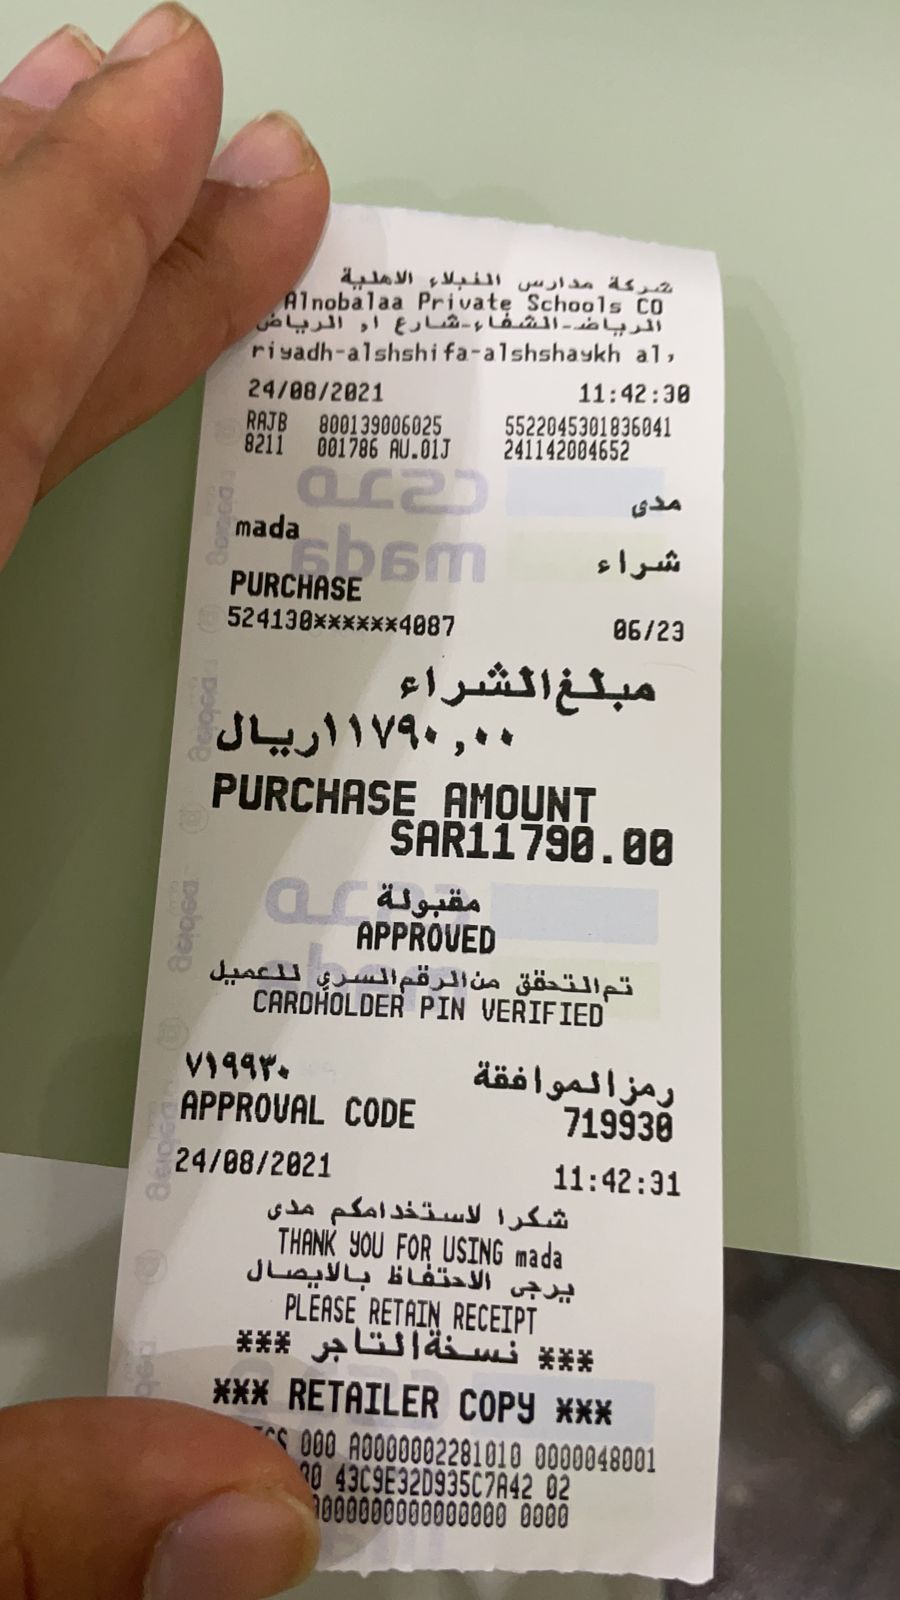 شركة مدارس النبلاء الاهلية
Alnobalaa Private Schools CO
الرياض-الشفاء-شارع ا, الرياض
riyadh-alshshifa-alshshaykh al,
24/08/2021 11:42:30
RAJB 800139006025 5522045301836041
8211 001786 AU.01J 241142004652
مدى
mada
شراء
PURCHASE
524130******4087 06/23
مبلغ الشراء
١١٧٩٠,٠٠ ريال
PURCHASE AMOUNT
SAR11790.00
مقبولة
APPROVED
تم التحقق من الرقم السري للعميل
CARDHOLDER PIN VERIFIED
رمز الموافقة ٧١٩٩٣٠
APPROVAL CODE 719930
24/08/2021 11:42:31
شكرا لاستخدامكم مدى
THANK YOU FOR USING mada
يرجى الاحتفاظ بالايصال
PLEASE RETAIN RECEIPT
*** نسخة التاجر ***
*** RETAILER COPY ***
000 A0000002281010 0000048001
43C9E32D935C7A42 02
0000